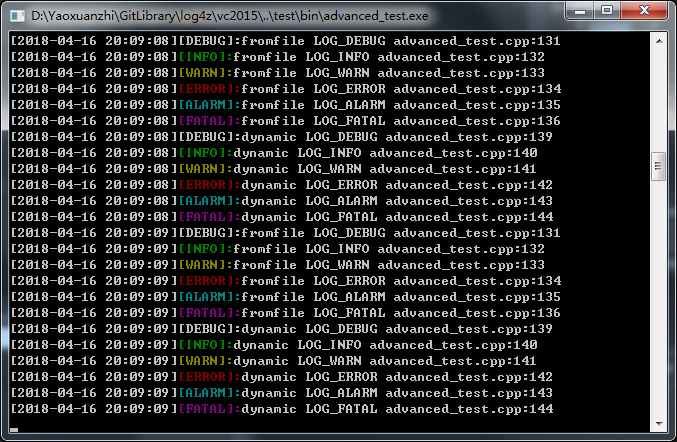 D:\Yaoxuanzhi\GitLibrary\log4z\vc2015\..\test\bin\advanced_test.exe
[2018-04-16 20:09:08][DEBUG]:fromfile LOG_DEBUG advanced_test.cpp:131
[2018-04-16 20:09:08][INFO]:fromfile LOG_INFO advanced_test.cpp:132
[2018-04-16 20:09:08][WARN]:fromfile LOG_WARN advanced_test.cpp:133
[2018-04-16 20:09:08][ERROR]:fromfile LOG_ERROR advanced_test.cpp:134
[2018-04-16 20:09:08][ALARM]:fromfile LOG_ALARM advanced_test.cpp:135
[2018-04-16 20:09:08][FATAL]:fromfile LOG_FATAL advanced_test.cpp:136
[2018-04-16 20:09:08][DEBUG]:dynamic LOG_DEBUG advanced_test.cpp:139
[2018-04-16 20:09:08][INFO]:dynamic LOG_INFO advanced_test.cpp:140
[2018-04-16 20:09:08][WARN]:dynamic LOG_WARN advanced_test.cpp:141
[2018-04-16 20:09:08][ERROR]:dynamic LOG_ERROR advanced_test.cpp:142
[2018-04-16 20:09:08][ALARM]:dynamic LOG_ALARM advanced_test.cpp:143
[2018-04-16 20:09:08][FATAL]:dynamic LOG_FATAL advanced_test.cpp:144
[2018-04-16 20:09:09][DEBUG]:fromfile LOG_DEBUG advanced_test.cpp:131
[2018-04-16 20:09:09][INFO]:fromfile LOG_INFO advanced_test.cpp:132
[2018-04-16 20:09:09][WARN]:fromfile LOG_WARN advanced_test.cpp:133
[2018-04-16 20:09:09][ERROR]:fromfile LOG_ERROR advanced_test.cpp:134
[2018-04-16 20:09:09][ALARM]:fromfile LOG_ALARM advanced_test.cpp:135
[2018-04-16 20:09:09][FATAL]:fromfile LOG_FATAL advanced_test.cpp:136
[2018-04-16 20:09:09][DEBUG]:dynamic LOG_DEBUG advanced_test.cpp:139
[2018-04-16 20:09:09][INFO]:dynamic LOG_INFO advanced_test.cpp:140
[2018-04-16 20:09:09][WARN]:dynamic LOG_WARN advanced_test.cpp:141
[2018-04-16 20:09:09][ERROR]:dynamic LOG_ERROR advanced_test.cpp:142
[2018-04-16 20:09:09][ALARM]:dynamic LOG_ALARM advanced_test.cpp:143
[2018-04-16 20:09:09][FATAL]:dynamic LOG_FATAL advanced_test.cpp:144